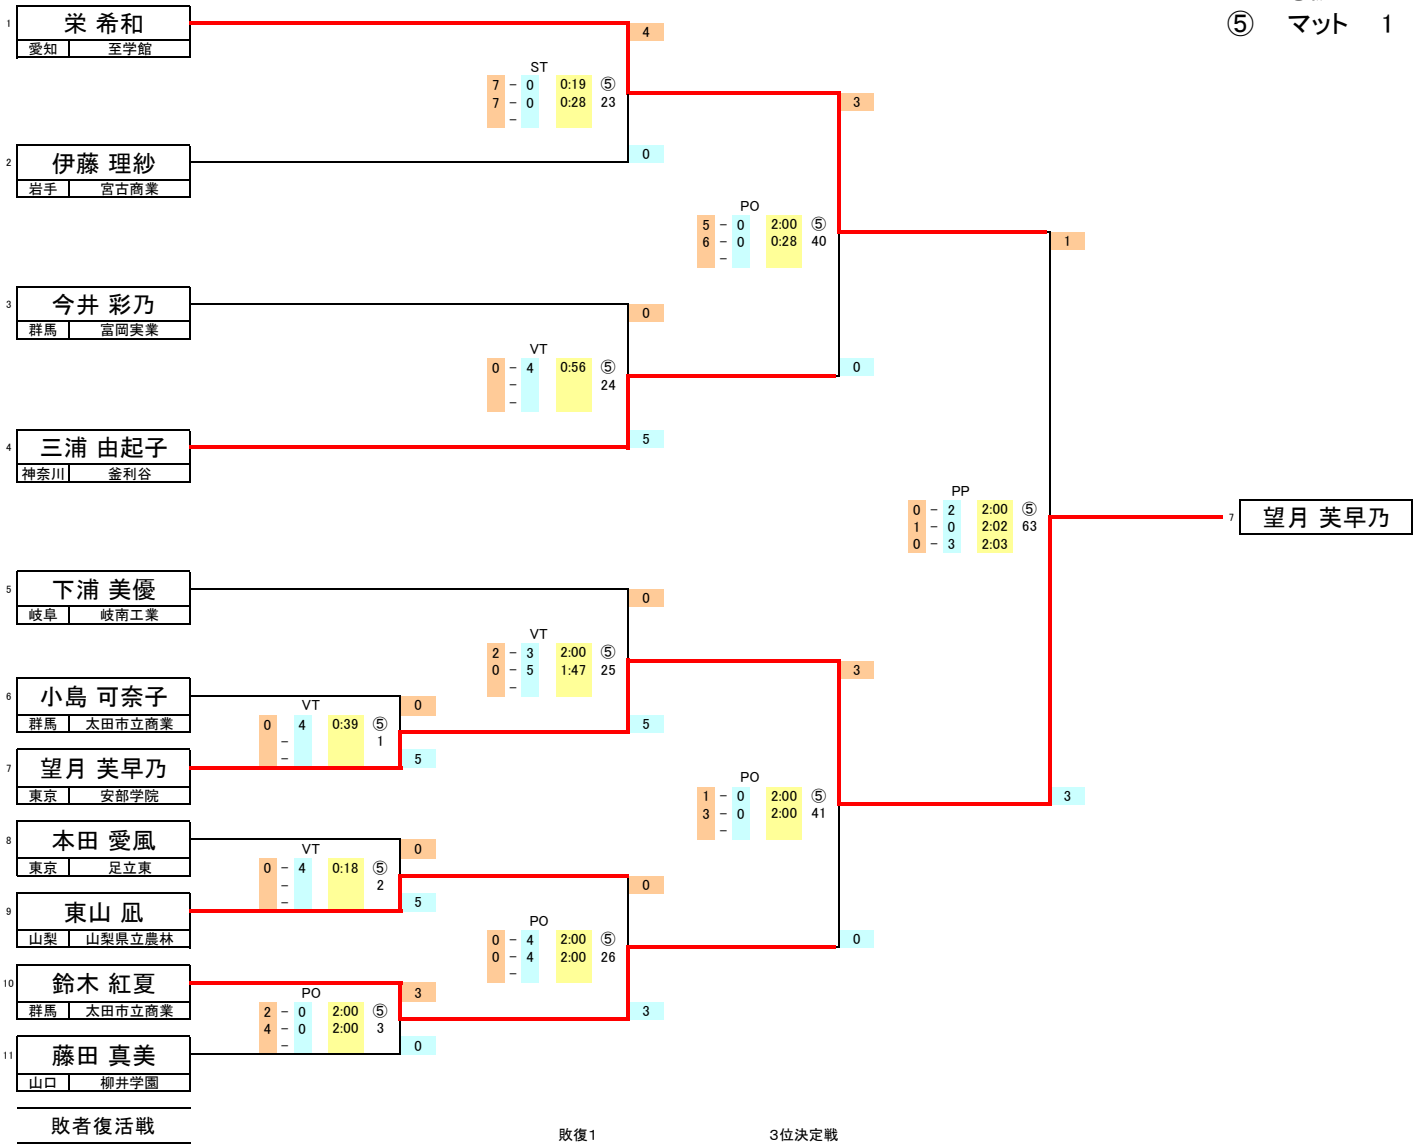 ⑤ マット 1
1 栄 希和
愛知 至学館
4
ST
7 - 0 0:19 ⑤
7 - 0 0:28 23
-
3
0
2 伊藤 理紗
岩手 宮古商業
PO
5 - 0 2:00 ⑤
6 - 0 0:28 40
-
1
3 今井 彩乃
群馬 富岡実業
0
VT
0 - 4 0:56 ⑤
- 24
-
0
4 三浦 由起子
神奈川 釜利谷
5
PP
0 - 2 2:00 ⑤
1 - 0 2:02 63
0 - 3 2:03
7 望月 芙早乃
5 下浦 美優
岐阜 岐南工業
0
VT
2 - 3 2:00 ⑤
0 - 5 1:47 25
-
3
6 小島 可奈子
群馬 太田市立商業
0
VT
0 4 0:39 ⑤
- 1
-
5
5
7 望月 芙早乃
東京 安部学院
PO
1 - 0 2:00 ⑤
3 - 0 2:00 41
-
3
8 本田 愛風
東京 足立東
0
VT
0 - 4 0:18 ⑤
- 2
-
0
5
9 東山 凪
山梨 山梨県立農林
PO
0 - 4 2:00 ⑤
0 - 4 2:00 26
-
0
10 鈴木 紅夏
群馬 太田市立商業
3
PO
2 - 0 2:00 ⑤
4 - 0 2:00 3
-
3
0
11 藤田 真美
山口 柳井学園
敗者復活戦
敗復1 3位決定戦